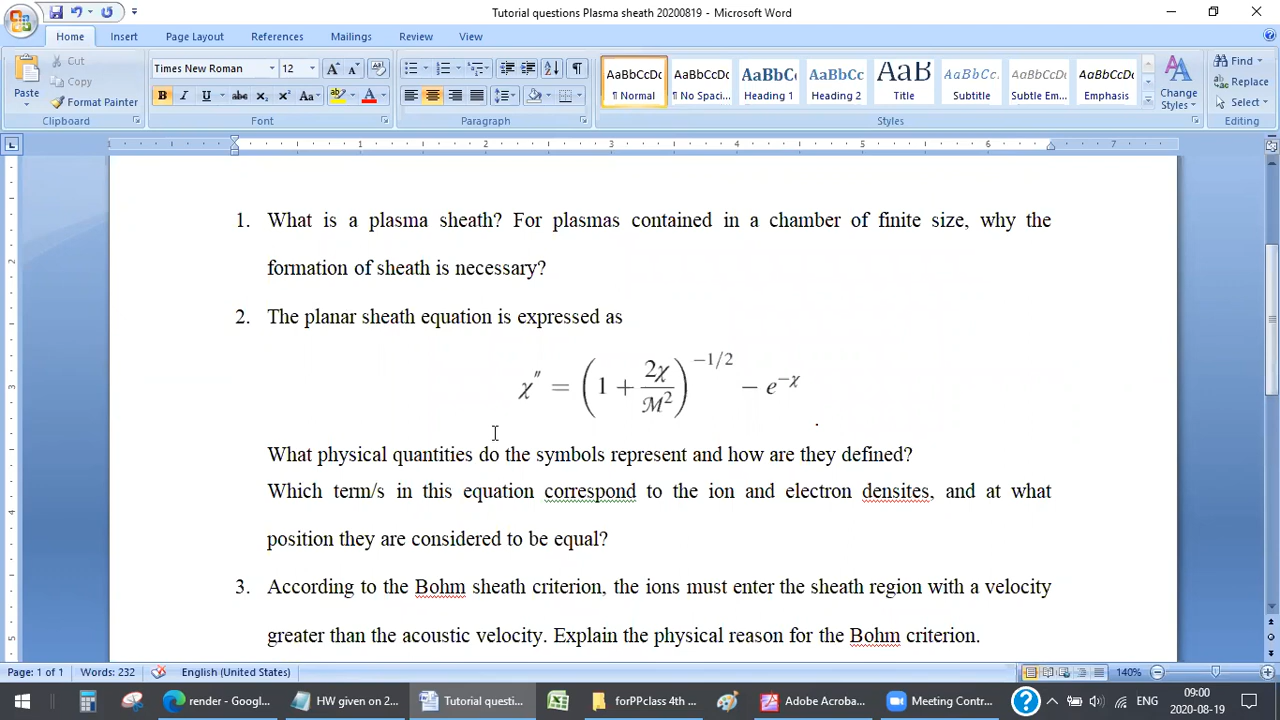 Tutorial questions Plasma sheath 20200819 - Microsoft Word
Home Insert Page Layout References Mailings Review View
Paste Cut Copy Format Painter
Times New Roman 12
AaBbCcDc ¶ Normal
AaBbCcDc ¶ No Spaci...
AaBbC Heading 1
AaBbCc Heading 2
AaB Title
AaBbCc Subtitle
AaBbCcDc Subtle Em...
AaBbCcDc Emphasis
Change Styles
Find Replace Select
Clipboard Font Paragraph Styles Editing
1 1 2 3 4 5 6 7
1. What is a plasma sheath? For plasmas contained in a chamber of finite size, why the
formation of sheath is necessary?
2. The planar sheath equation is expressed as
χ″ = (1 + 2χ/ℳ²)^(−1/2) − e^(−χ)
.
What physical quantities do the symbols represent and how are they defined?
Which term/s in this equation correspond to the ion and electron densites, and at what
position they are considered to be equal?
3. According to the Bohm sheath criterion, the ions must enter the sheath region with a velocity
greater than the acoustic velocity. Explain the physical reason for the Bohm criterion.
Page: 1 of 1 Words: 232 English (United States) 140%
render - Googl... HW given on 2... Tutorial questi... forPPclass 4th ... Adobe Acroba... Meeting Contr... ENG 09:00
2020-08-19